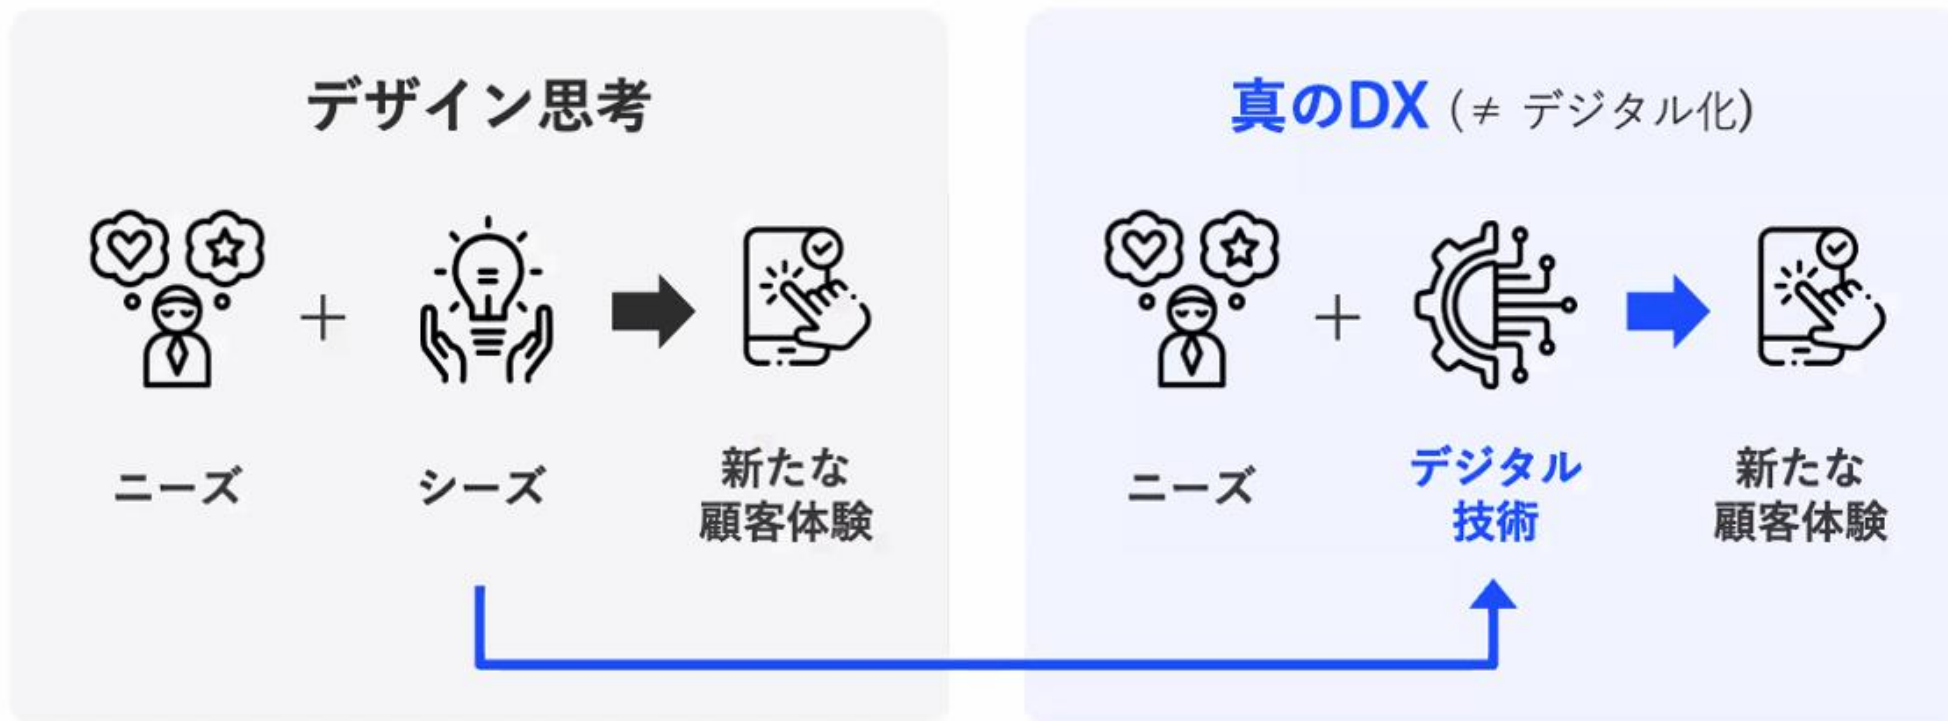 デザイン思考
ニーズ
+
シーズ
新たな
顧客体験
真のDX (≠ デジタル化)
ニーズ
+
デジタル
技術
新たな
顧客体験